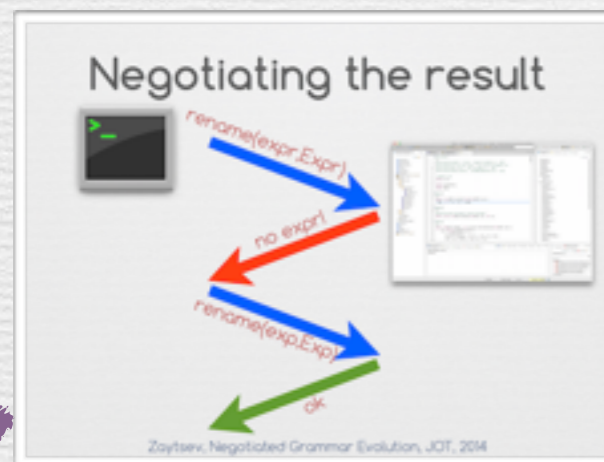 Negotiating the result
>_
rename(expr,Expr)
no expr!
rename(exp,Exp)
ok
Zaytsev, Negotiated Grammar Evolution, JOT, 2014